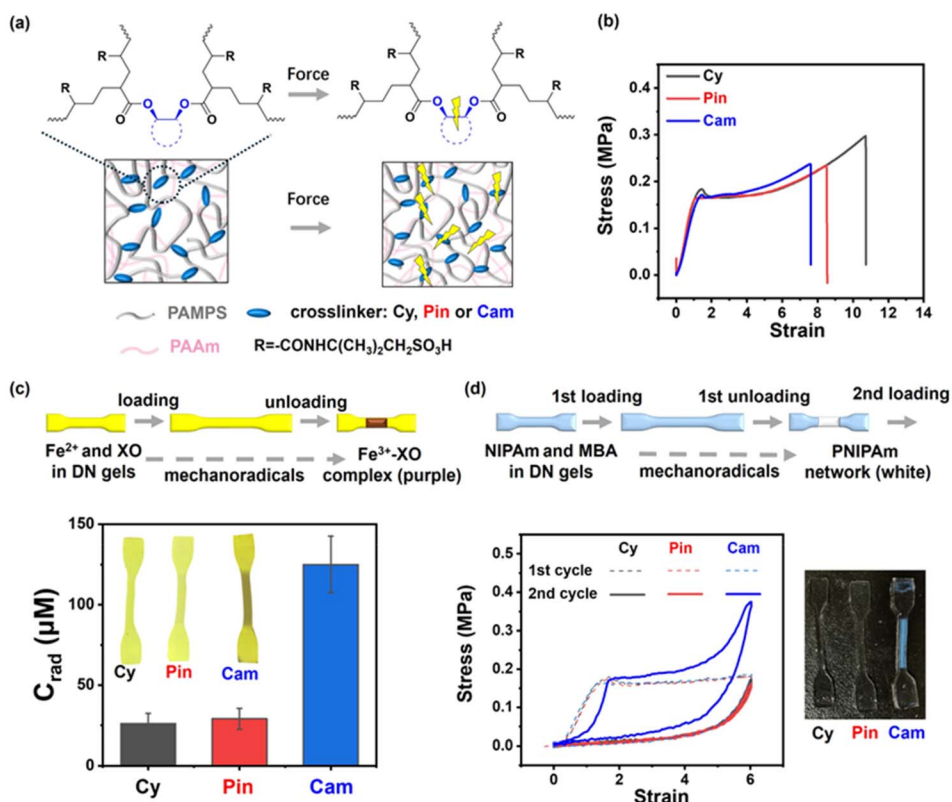 (a)
R
R
R
R
O
O
O
O
Force
R
R
R
R
O
O
O
O
Force
PAMPS
crosslinker: Cy, Pin or Cam
PAAm
R=-CONHC(CH3)2CH2SO3H
(b)
Stress (MPa)
0.4
0.3
0.2
0.1
0.0
Cy
Pin
Cam
0 2 4 6 8 10 12 14
Strain
(c)
loading
unloading
Fe2+ and XO
in DN gels
mechanoradicals
Fe3+-XO
complex (purple)
Crad (μM)
150
100
50
0
Cy
Pin
Cam
Cy
Pin
Cam
(d)
1st loading
1st unloading
2nd loading
NIPAm and MBA
in DN gels
mechanoradicals
PNIPAm
network (white)
Stress (MPa)
0.5
0.4
0.3
0.2
0.1
0.0
Cy Pin Cam
1st cycle
2nd cycle
0 2 4 6
Strain
Cy Pin Cam